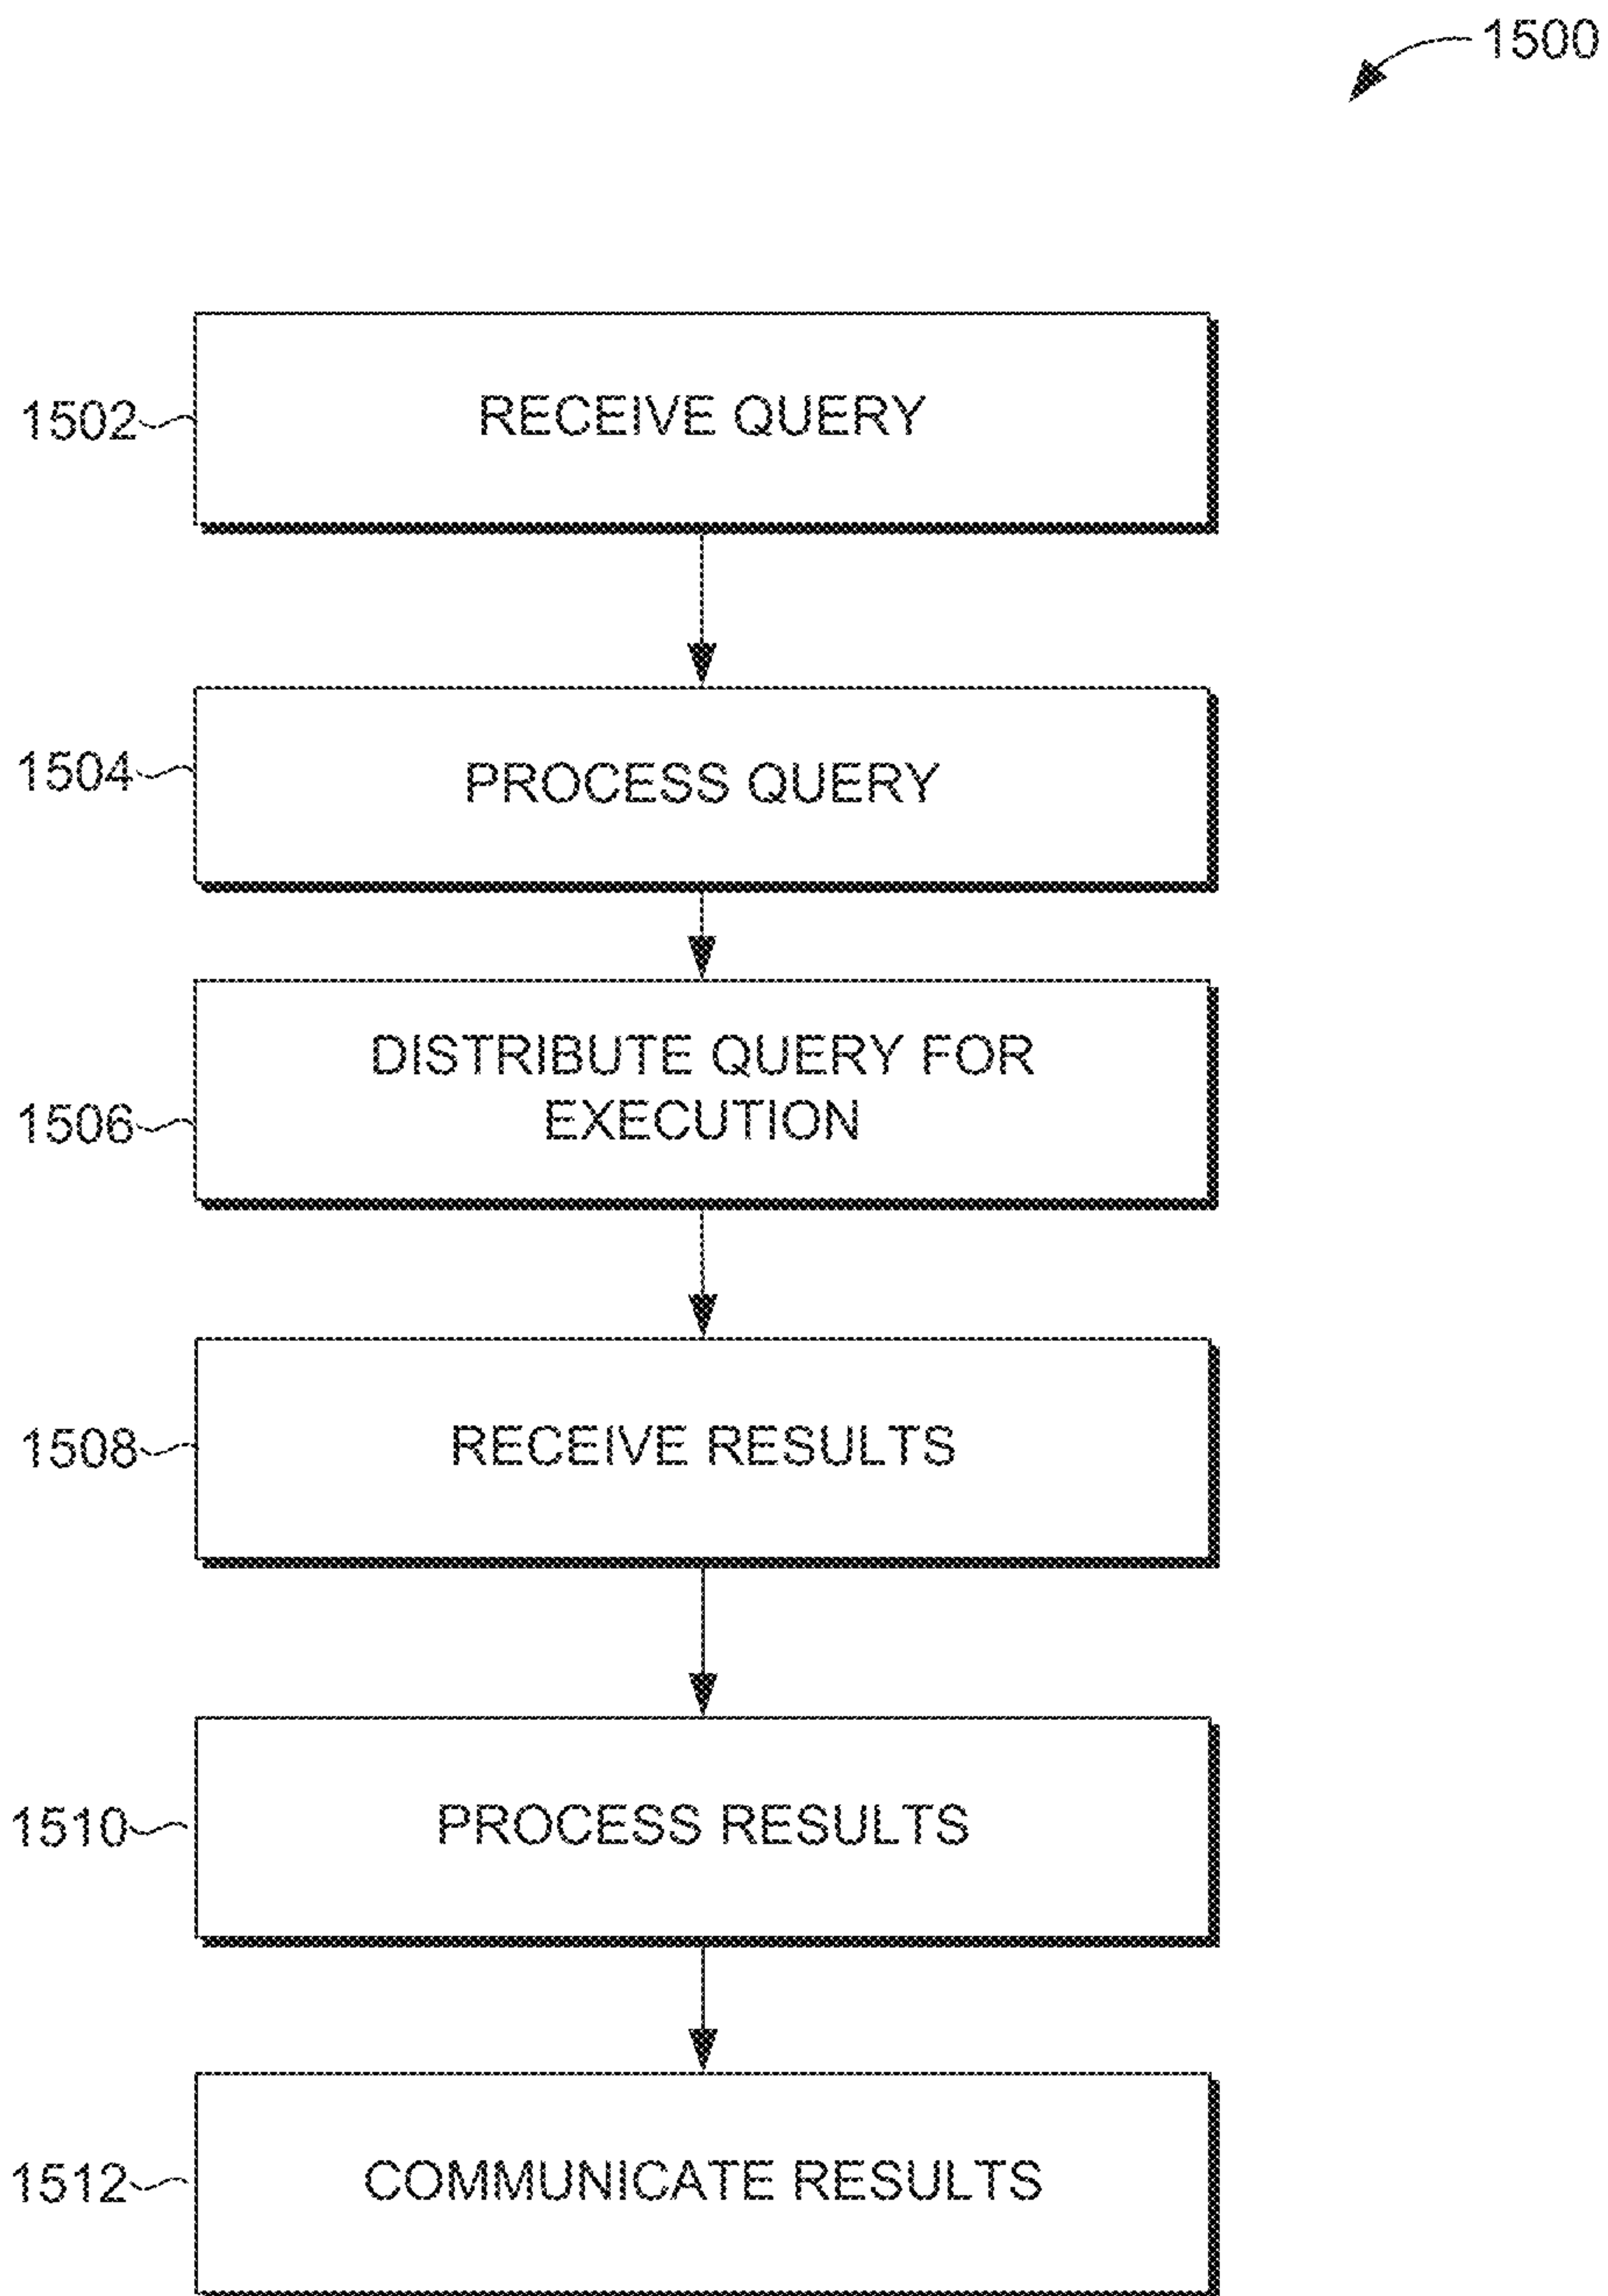 1500
1502
RECEIVE QUERY
1504
PROCESS QUERY
DISTRIBUTE QUERY FOR
EXECUTION
1506
1508
RECEIVE RESULTS
1510
PROCESS RESULTS
1512
COMMUNICATE RESULTS